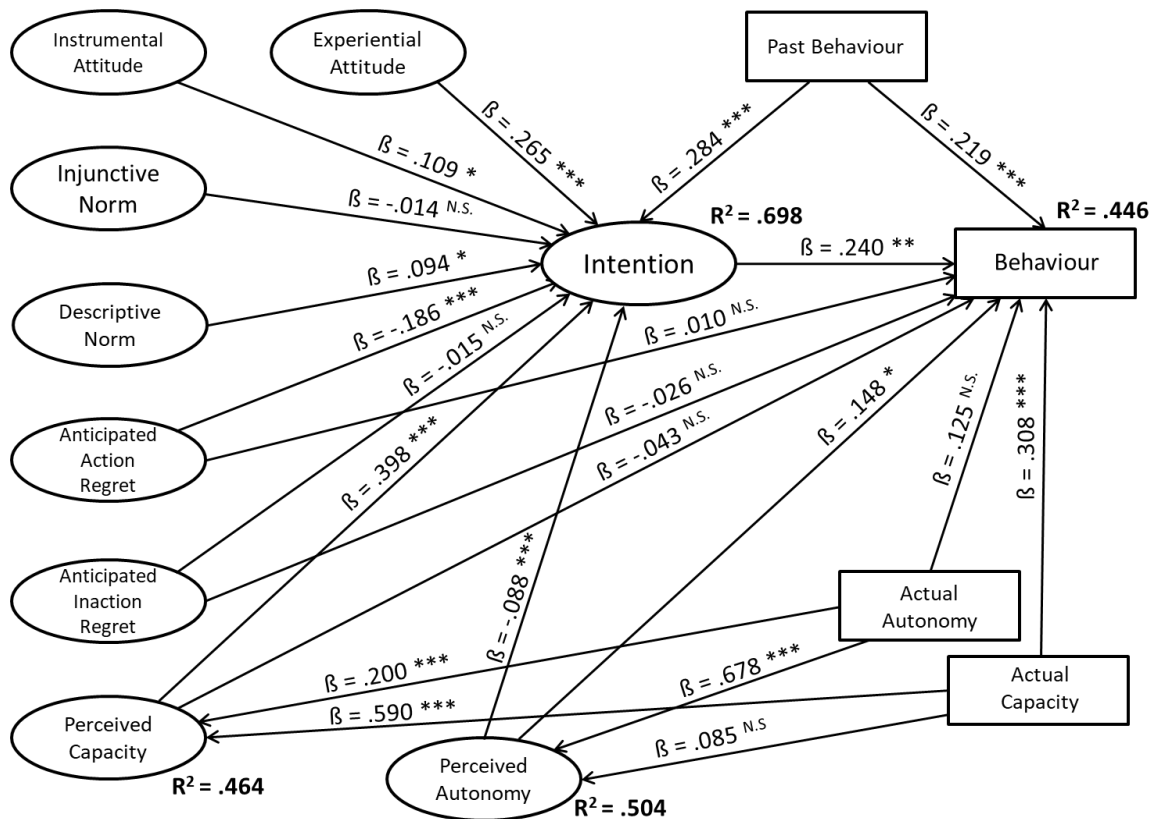 Instrumental
Attitude
Experiential
Attitude
Past Behaviour
ß = .109 *
ß = .265 ***
ß = .284 ***
ß = .219 ***
Injunctive
Norm
ß = -.014 N.S.
R² = .698
R² = .446
Intention
ß = .240 **
Behaviour
Descriptive
Norm
ß = .094 *
ß = -.186 ***
ß = -.015 N.S.
ß = .010 N.S.
Anticipated
Action
Regret
ß = .398 ***
ß = -.026 N.S.
ß = -.043 N.S.
ß = .148 *
ß = .125 N.S.
ß = .308 ***
Anticipated
Inaction
Regret
ß = -.088 ***
Actual
Autonomy
ß = .200 ***
ß = .678 ***
Actual
Capacity
ß = .590 ***
ß = .085 N.S
Perceived
Capacity
R² = .464
Perceived
Autonomy
R² = .504